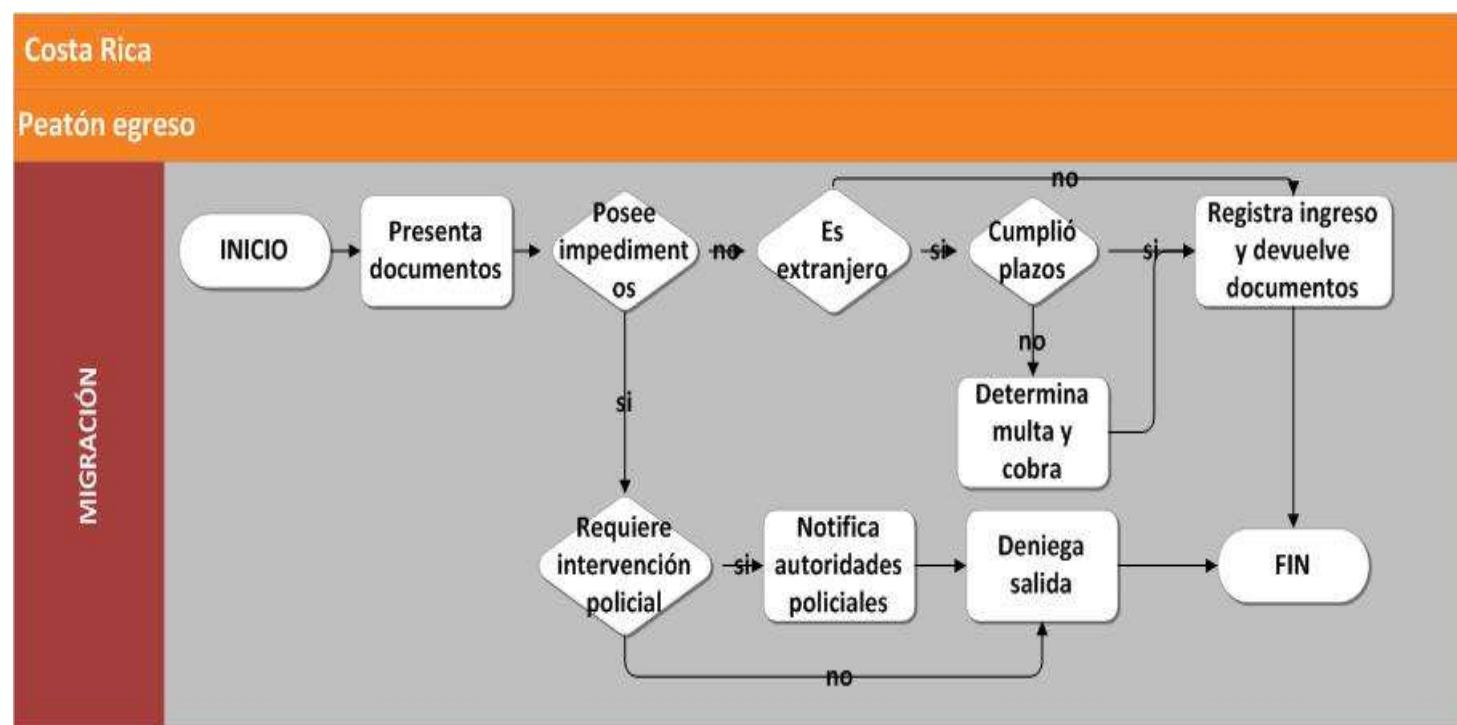 Costa Rica
Peatón egreso
MIGRACIÓN
INICIO
Presenta
documentos
Posee
impediment
os
no
Es
extranjero
no
si
Cumplió
plazos
si
Registra ingreso
y devuelve
documentos
no
Determina
multa y
cobra
si
Requiere
intervención
policial
si
Notifica
autoridades
policiales
Deniega
salida
FIN
no